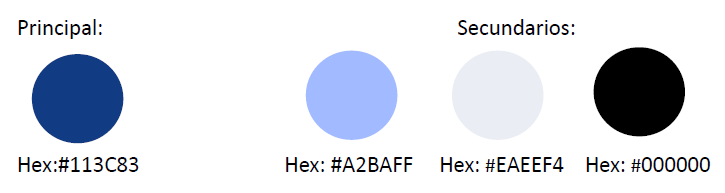 Principal: Secundarios:
Hex:#113C83 Hex: #A2BAFF Hex: #EAEEF4 Hex: #000000